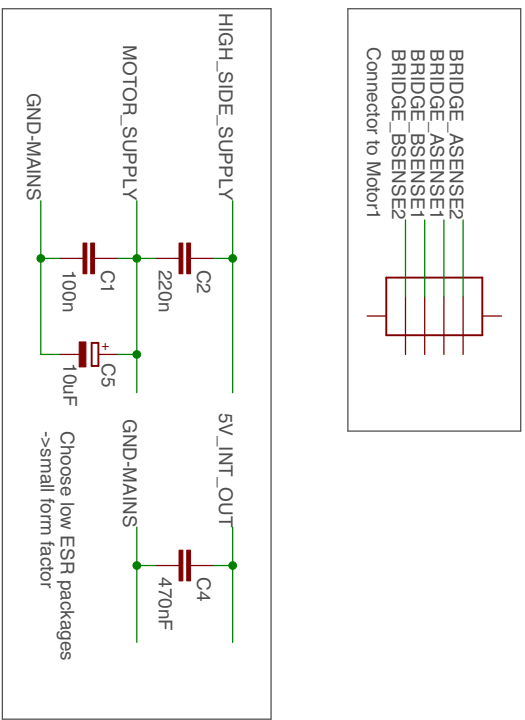 BRIDGE_ASENSE2
BRIDGE_ASENSE1
BRIDGE_BSENSE1
BRIDGE_BSENSE2
Connector to Motor1
HIGH_SIDE_SUPPLY
C2
220n
MOTOR_SUPPLY
C1
100n
+
C5
10uF
GND-MAINS
5V_INT_OUT
C4
470nF
GND-MAINS
Choose low ESR packages
->small form factor